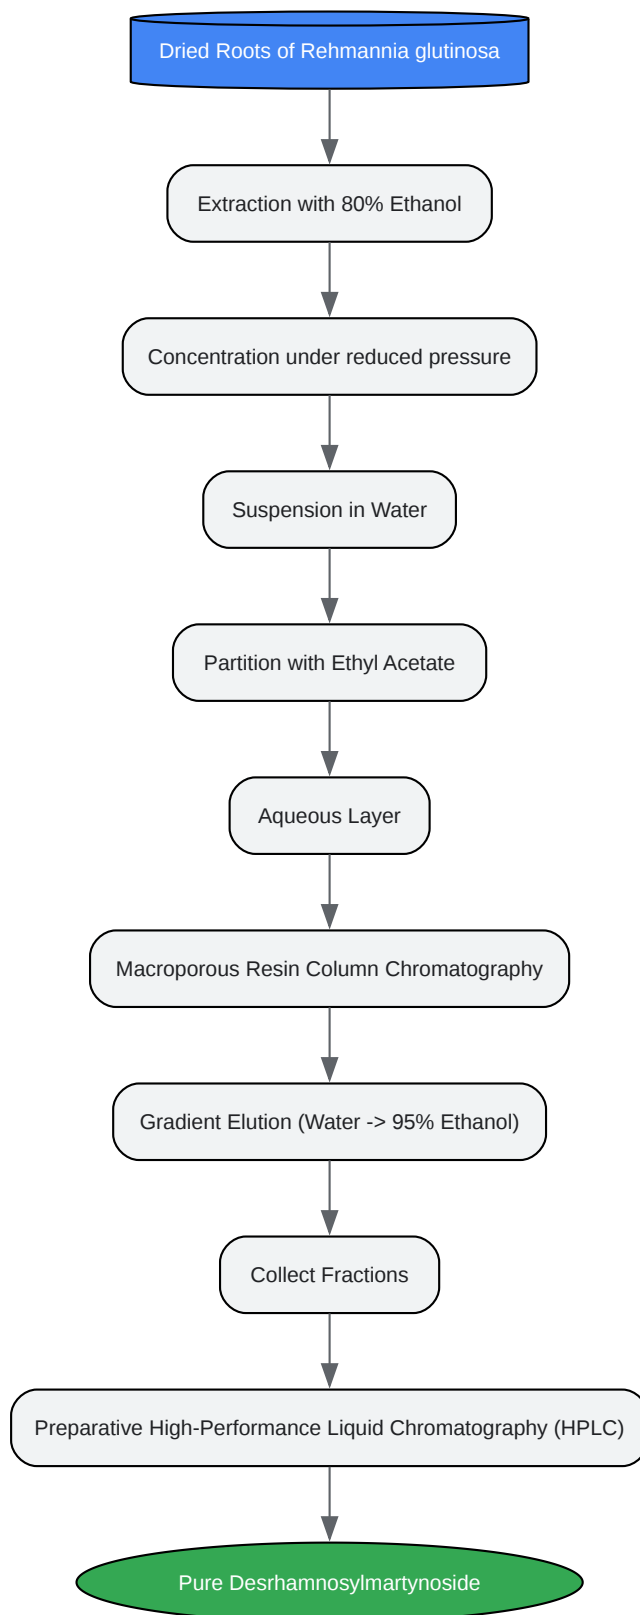 Dried Roots of Rehmannia glutinosa
Extraction with 80% Ethanol
Concentration under reduced pressure
Suspension in Water
Partition with Ethyl Acetate
Aqueous Layer
Macroporous Resin Column Chromatography
Gradient Elution (Water -> 95% Ethanol)
Collect Fractions
Preparative High-Performance Liquid Chromatography (HPLC)
Pure Desrhamnosylmartynoside